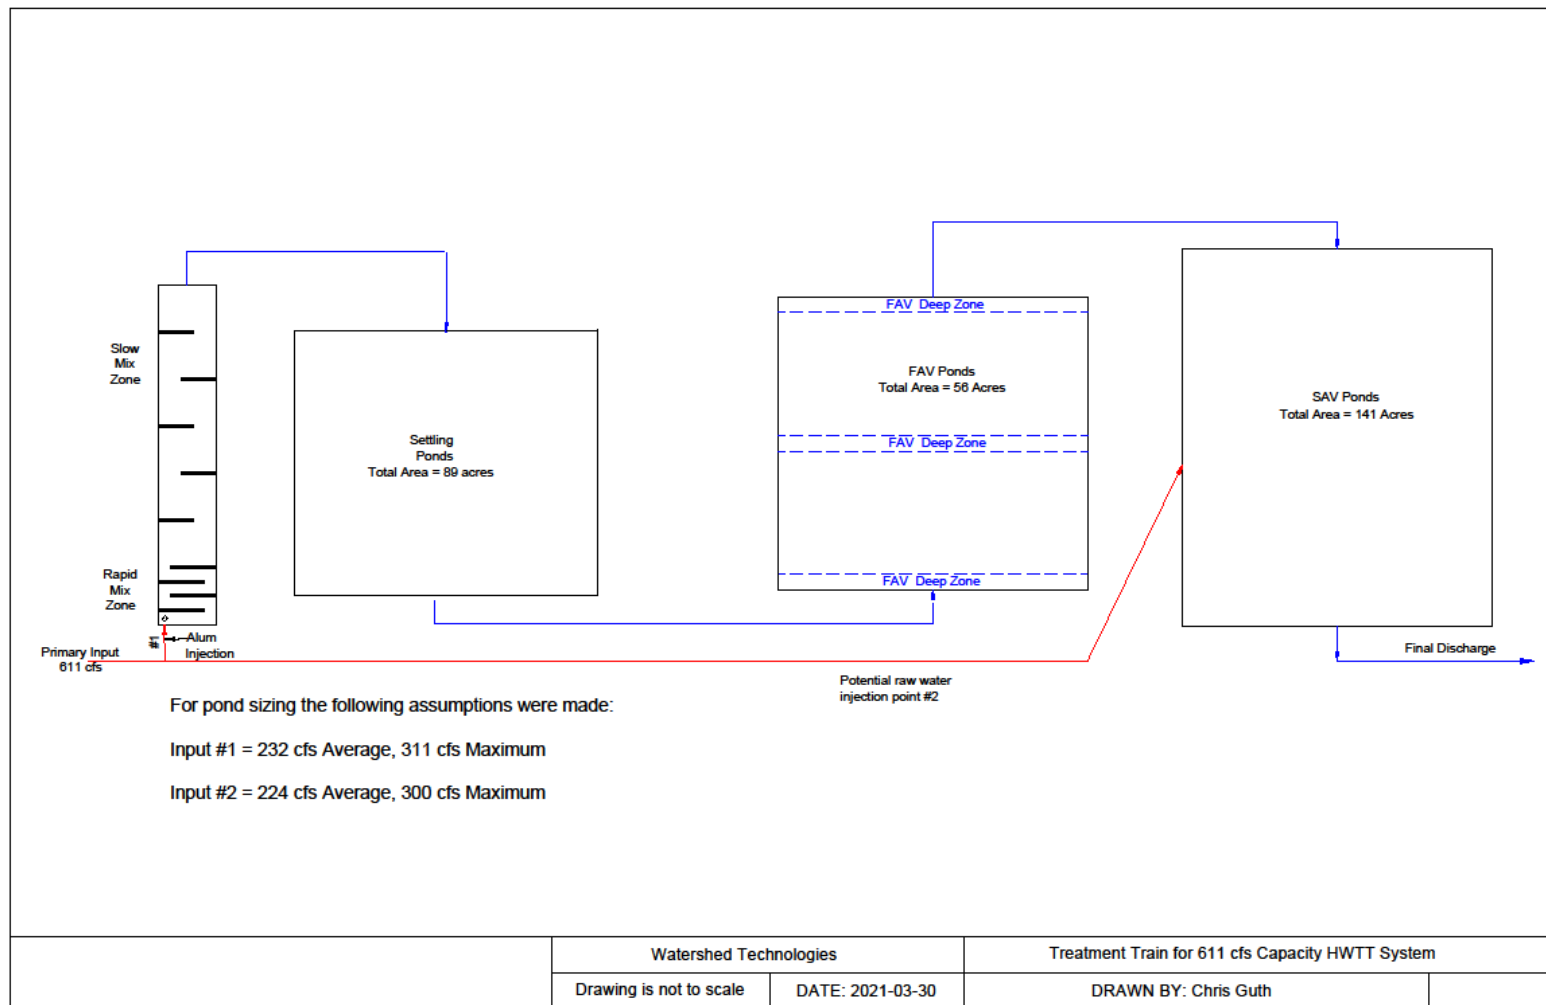 FAV Deep Zone
Slow
Mix
Zone
FAV Ponds
Total Area = 56 Acres
SAV Ponds
Total Area = 141 Acres
Settling
Ponds
Total Area = 89 acres
FAV Deep Zone
Rapid
Mix
Zone
FAV Deep Zone
#1
Alum
Injection
Primary Input
611 cfs
Final Discharge
Potential raw water
injection point #2
For pond sizing the following assumptions were made:
Input #1 = 232 cfs Average, 311 cfs Maximum
Input #2 = 224 cfs Average, 300 cfs Maximum
Watershed Technologies
Treatment Train for 611 cfs Capacity HWTT System
Drawing is not to scale
DATE: 2021-03-30
DRAWN BY: Chris Guth